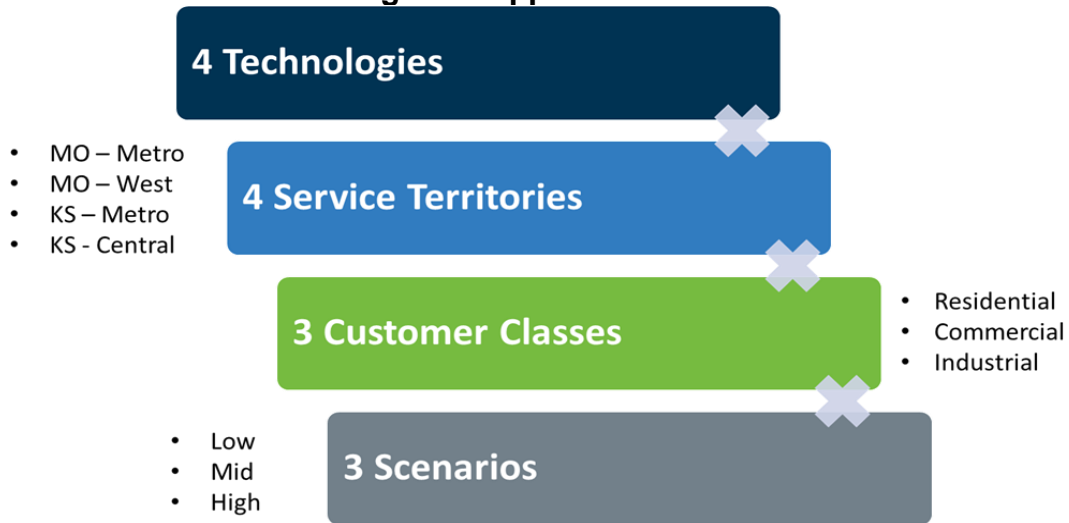 4 Technologies
• MO – Metro
• MO – West
• KS – Metro
• KS - Central
4 Service Territories
3 Customer Classes
• Residential
• Commercial
• Industrial
• Low
• Mid
• High
3 Scenarios